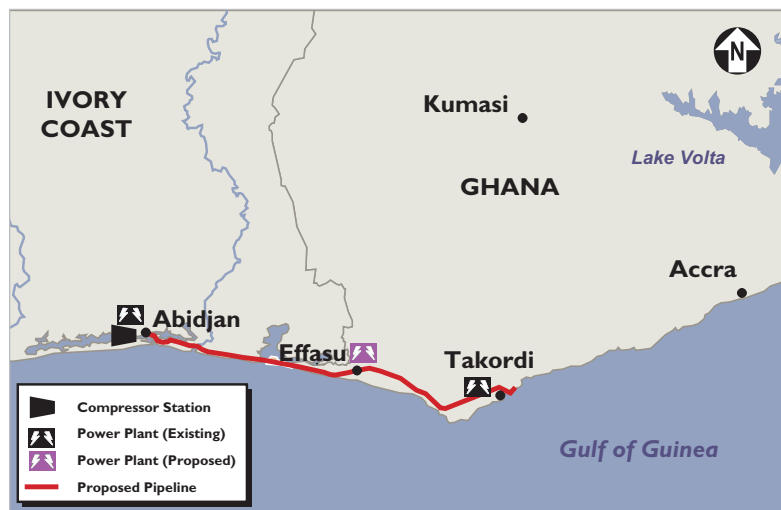 N
IVORY
COAST
Kumasi
Lake Volta
GHANA
Accra
Abidjan
Effasu
Takordi
Gulf of Guinea
Compressor Station
Power Plant (Existing)
Power Plant (Proposed)
Proposed Pipeline